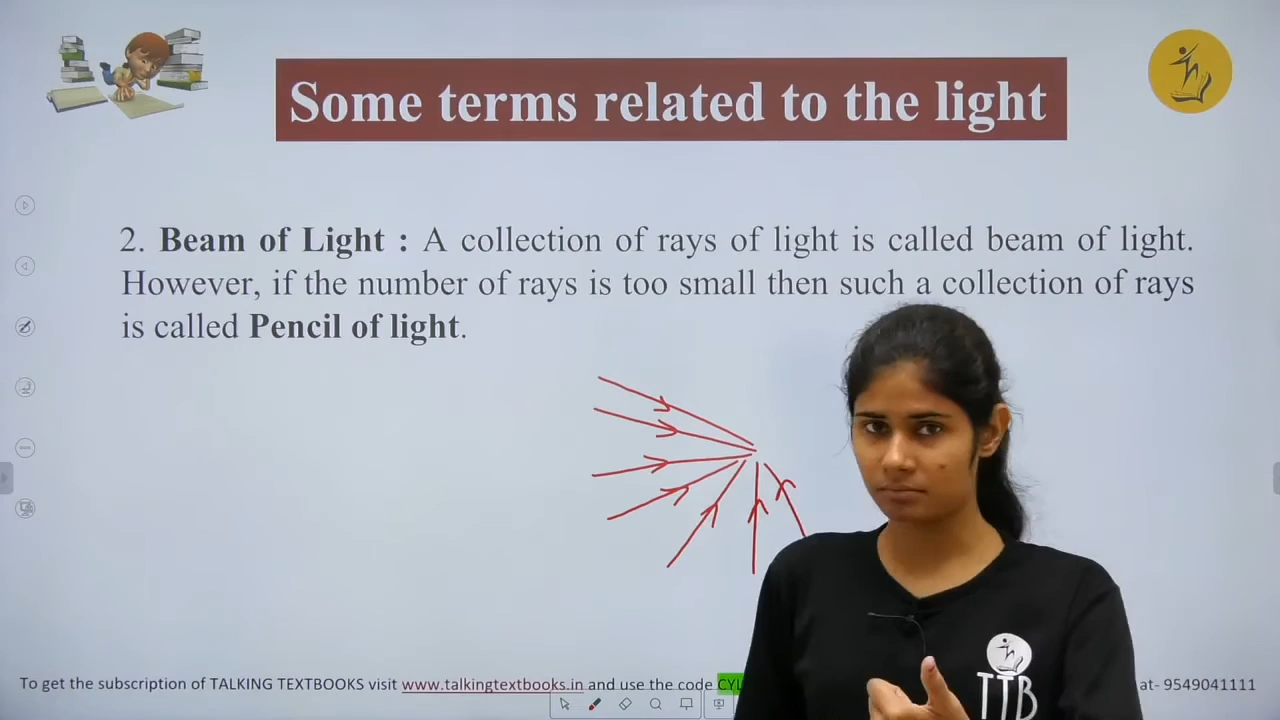 Some terms related to the light
2. Beam of Light : A collection of rays of light is called beam of light.
However, if the number of rays is too small then such a collection of rays
is called Pencil of light.
TTB
To get the subscription of TALKING TEXTBOOKS visit www.talkingtextbooks.in and use the code CYL at- 9549041111